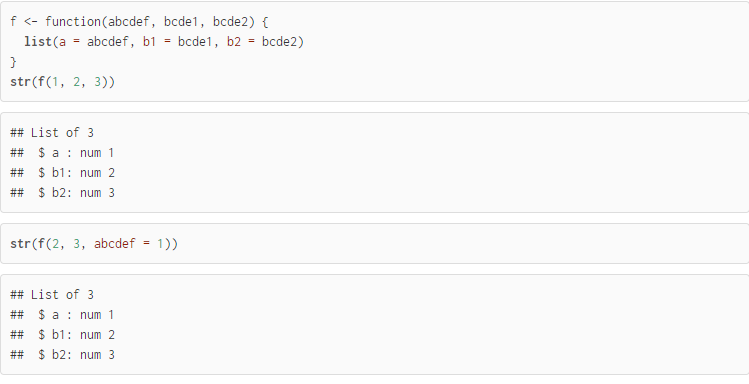 f <- function(abcdef, bcde1, bcde2) {
  list(a = abcdef, b1 = bcde1, b2 = bcde2)
}
str(f(1, 2, 3))
## List of 3
##  $ a : num 1
##  $ b1: num 2
##  $ b2: num 3
str(f(2, 3, abcdef = 1))
## List of 3
##  $ a : num 1
##  $ b1: num 2
##  $ b2: num 3